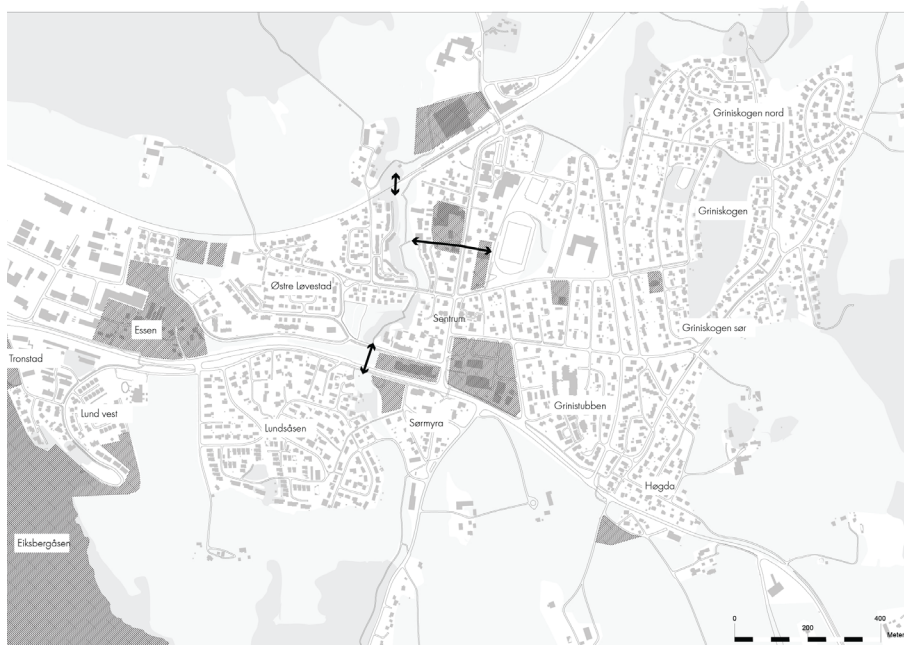 Griniskogen nord
Griniskogen
Østre Løvestad
Sentrum
Essen
Griniskogen sør
Tronstad
Lund vest
Grinistubben
Lundsåsen
Sørmyra
Høgda
Eiksbergåsen
0 200 400
Meter